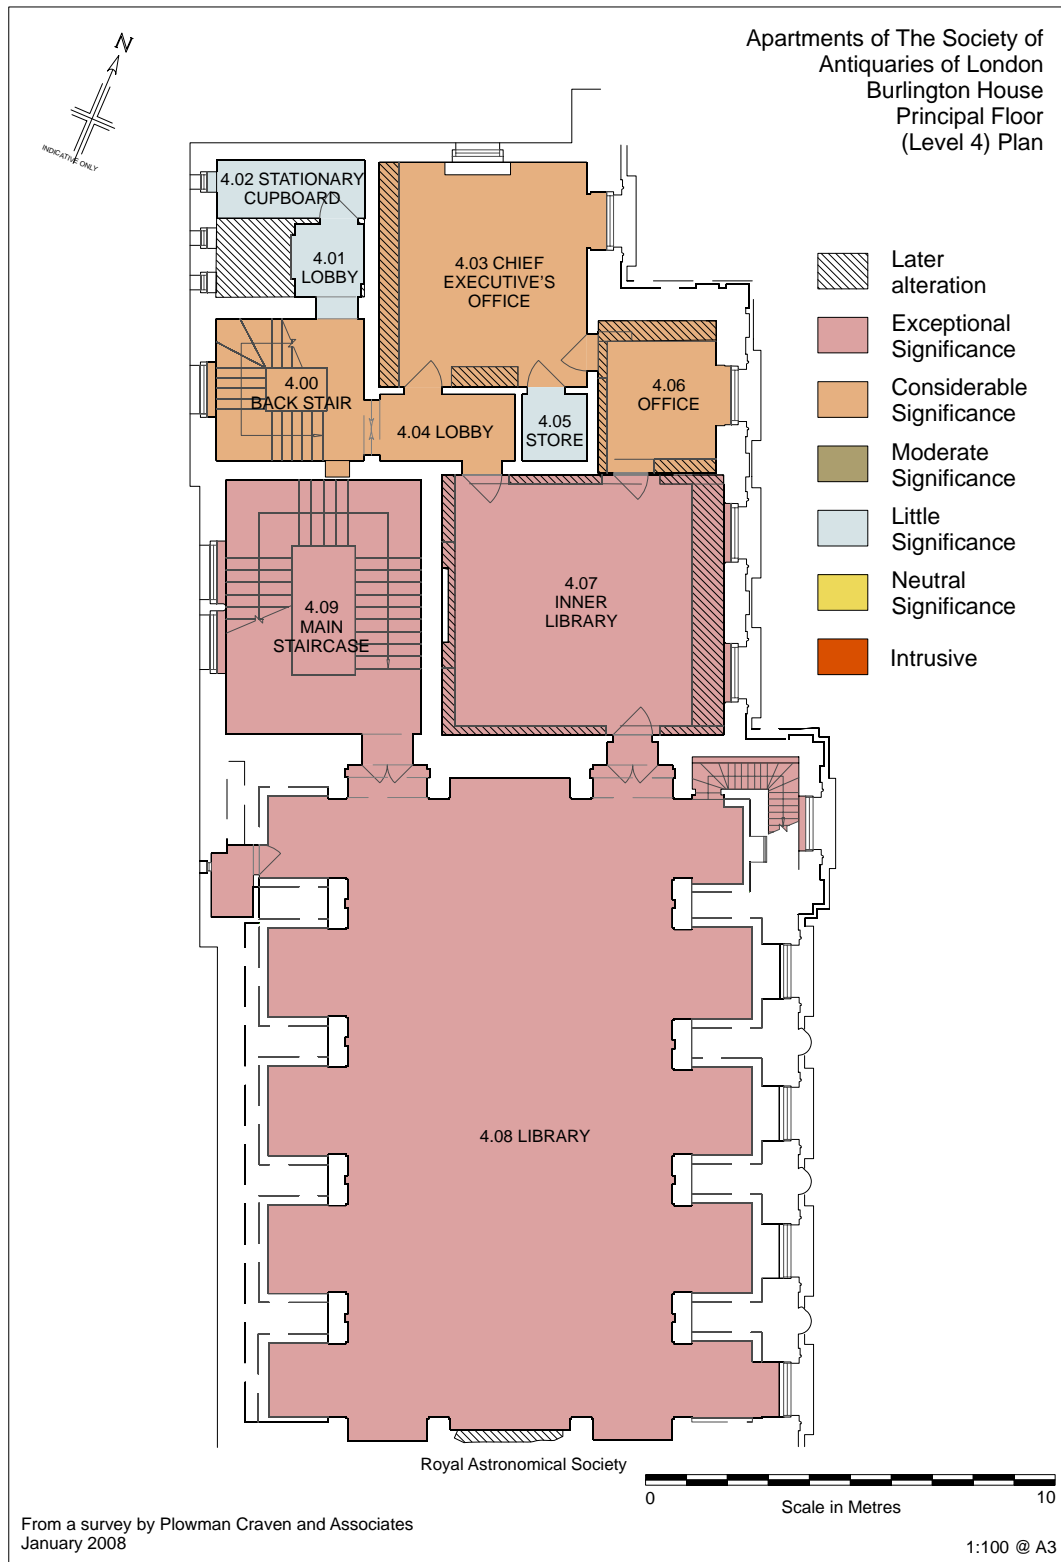 Apartments of The Society of
Antiquaries of London
Burlington House
Principal Floor
(Level 4) Plan
N
INDICATIVE ONLY
4.02 STATIONARY
CUPBOARD
4.01
LOBBY
4.03 CHIEF
EXECUTIVE'S
OFFICE
4.00
BACK STAIR
4.04 LOBBY
4.05
STORE
4.06
OFFICE
4.09
MAIN
STAIRCASE
4.07
INNER
LIBRARY
4.08 LIBRARY
Later
alteration
Exceptional
Significance
Considerable
Significance
Moderate
Significance
Little
Significance
Neutral
Significance
Intrusive
Royal Astronomical Society
0
10
Scale in Metres
From a survey by Plowman Craven and Associates
January 2008
1:100 @ A3